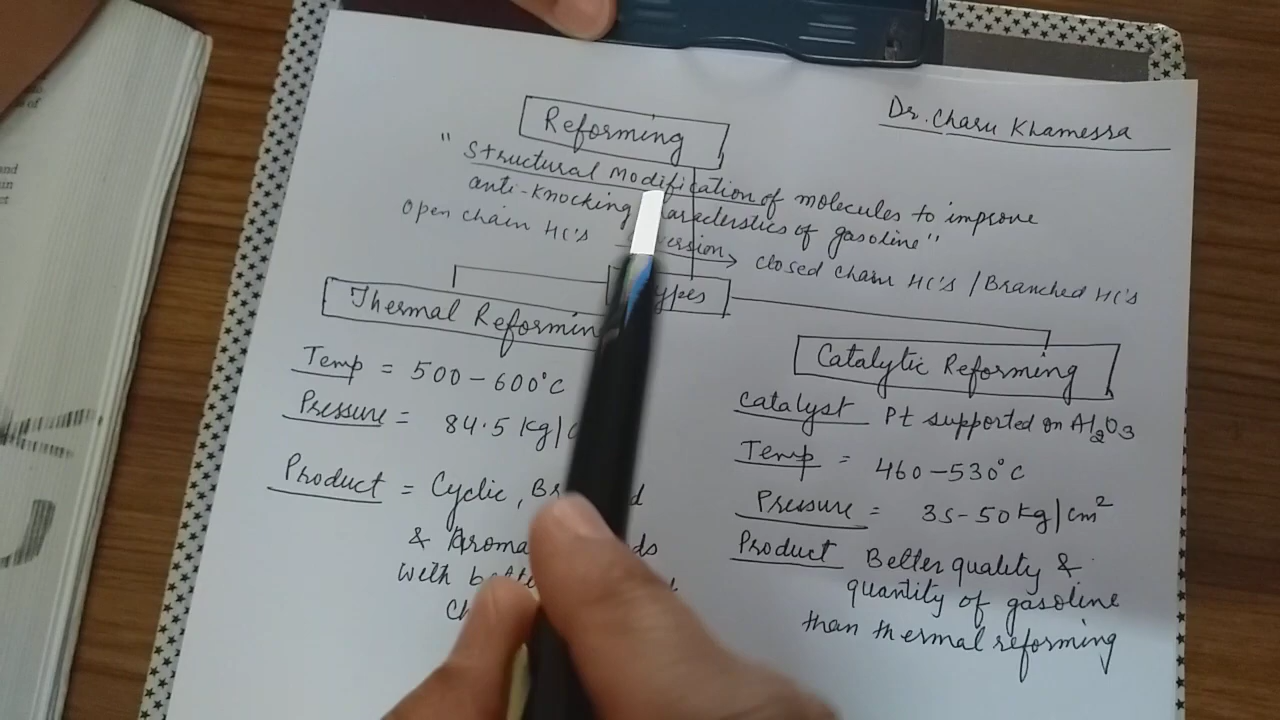 Dr. Charu Khamesra
Reforming
"Structural modification of molecules to improve
anti-knocking of gasoline"
Open chain HC's closed chain HC's / Branched HC's
Types
Thermal Reforming
Temp = 500-600°C
Pressure = 84.5 kg/
Product = Cyclic,
&
with
Catalytic Reforming
catalyst Pt supported on Al2O3
Temp = 460-530°C
Pressure = 35-50 kg/cm²
Product Better quality &
quantity of gasoline
than thermal reforming